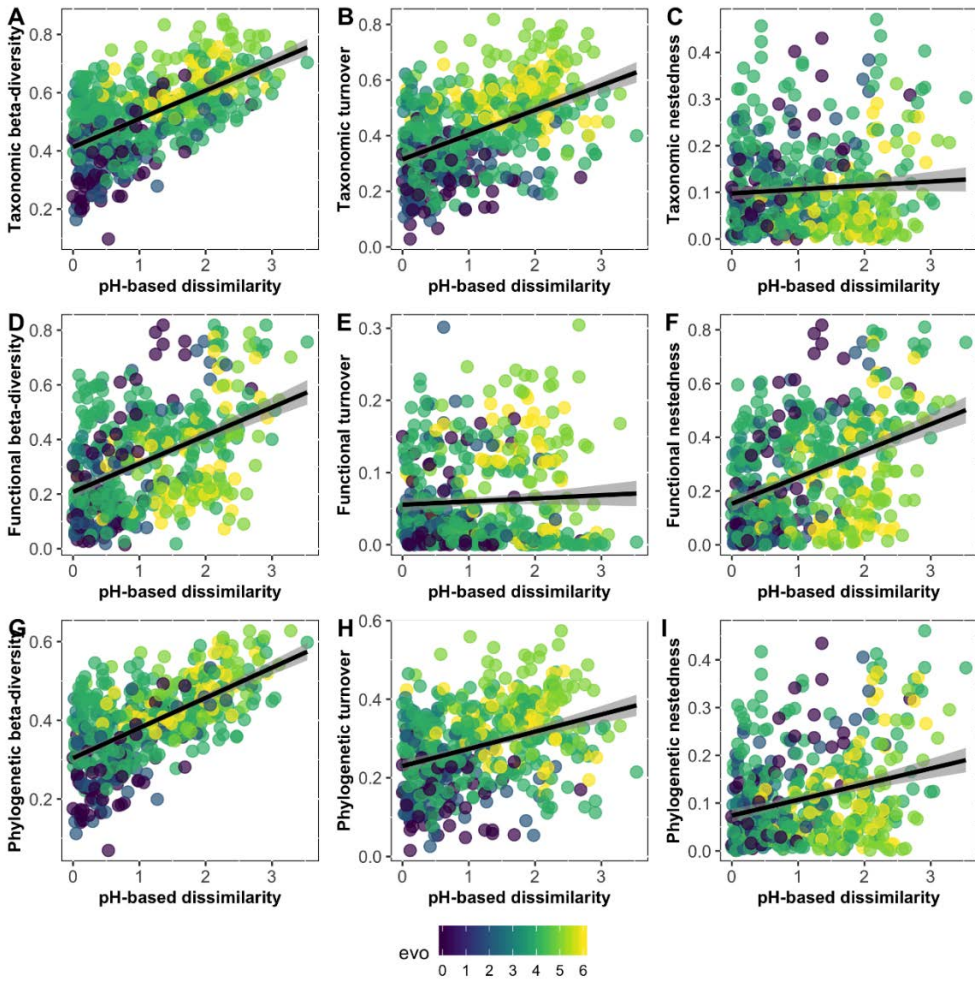 A
B
C
Taxonomic beta-diversity
0.8
0.6
0.4
0.2
0 1 2 3
pH-based dissimilarity
Taxonomic turnover
0.8
0.6
0.4
0.2
0.0
0 1 2 3
pH-based dissimilarity
Taxonomic nestedness
0.4
0.3
0.2
0.1
0.0
0 1 2 3
pH-based dissimilarity
D
E
F
Functional beta-diversity
0.8
0.6
0.4
0.2
0.0
0 1 2 3
pH-based dissimilarity
Functional turnover
0.3
0.2
0.1
0.0
0 1 2 3
pH-based dissimilarity
Functional nestedness
0.8
0.6
0.4
0.2
0.0
0 1 2 3
pH-based dissimilarity
G
H
I
Phylogenetic beta-diversity
0.6
0.4
0.2
0 1 2 3
pH-based dissimilarity
Phylogenetic turnover
0.6
0.4
0.2
0.0
0 1 2 3
pH-based dissimilarity
Phylogenetic nestedness
0.4
0.3
0.2
0.1
0.0
0 1 2 3
pH-based dissimilarity
evo
0 1 2 3 4 5 6